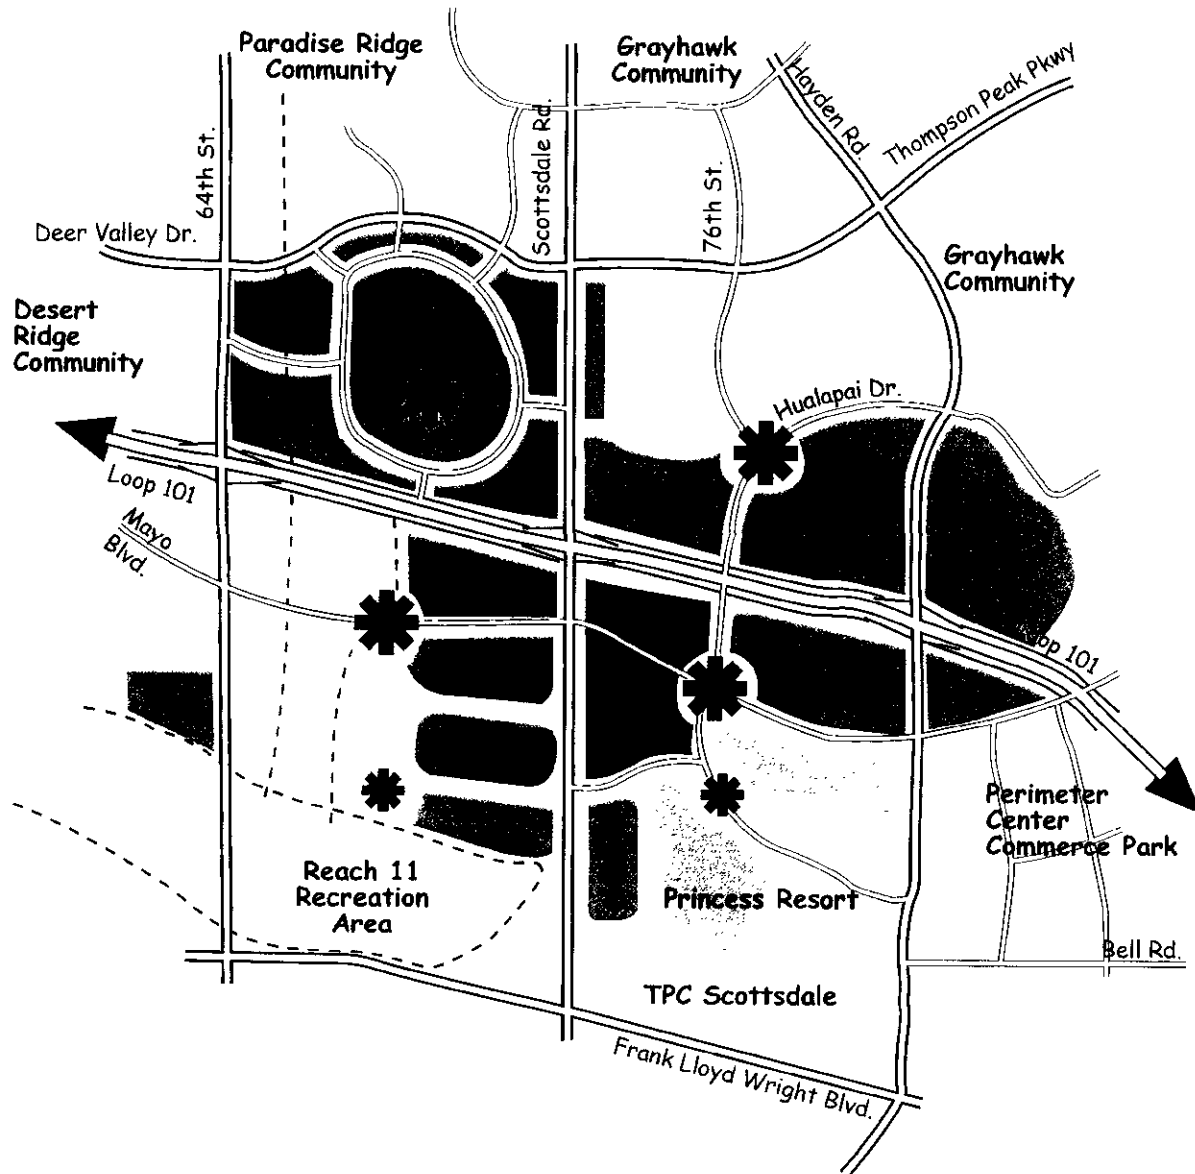 Paradise Ridge
Community
Grayhawk
Community
Hayden Rd.
Thompson Peak Pkwy
64th St.
Scottsdale Rd.
76th St.
Deer Valley Dr.
Grayhawk
Community
Desert
Ridge
Community
Hualapai Dr.
Loop 101
Mayo
Blvd.
Loop 101
Perimeter
Center
Commerce Park
Reach 11
Recreation
Area
Princess Resort
Bell Rd.
TPC Scottsdale
Frank Lloyd Wright Blvd.